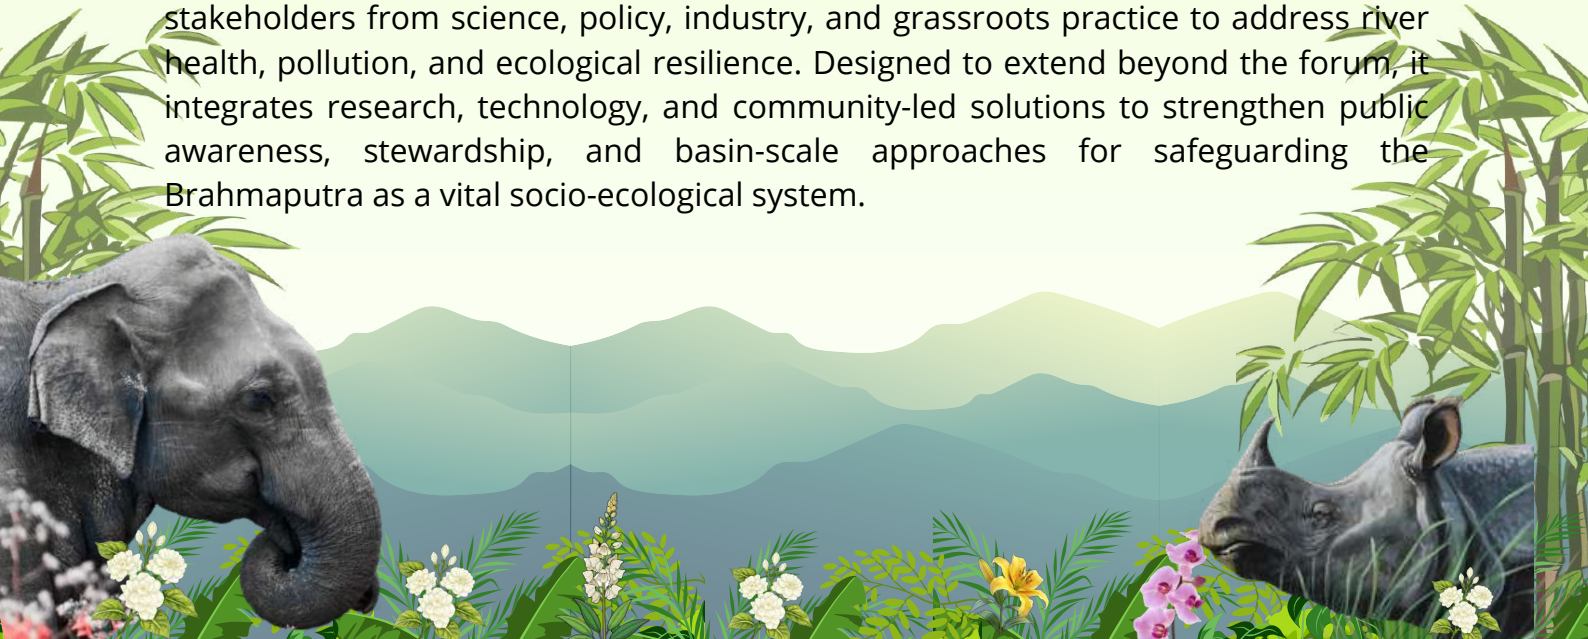 stakeholders from science, policy, industry, and grassroots practice to address river
health, pollution, and ecological resilience. Designed to extend beyond the forum, it
integrates research, technology, and community-led solutions to strengthen public
awareness, stewardship, and basin-scale approaches for safeguarding the
Brahmaputra as a vital socio-ecological system.